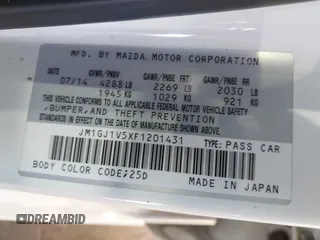 MFD. BY MAZDA MOTOR CORPORATION
GVWR/PNBV GAWR/PNBE FRT GAWR/PNBE RR
07/14 4288 LB 2269 LB 2030 LB
1945 KG 1029 KG 921 KG
THIS VEHICLE CONFORMS TO ALL APPLICABLE FEDERAL MOTOR VEHICLE SAFETY
, BUMPER, AND THEFT PREVENTION
STANDARDS IN EFFECT ON THE DATE OF MANUFACTURE SHOWN ABOVE.
JM1GJ1V5XF1201431 TYPE: PASS CAR
BODY COLOR CODE:25D MADE IN JAPAN
DREAMBID